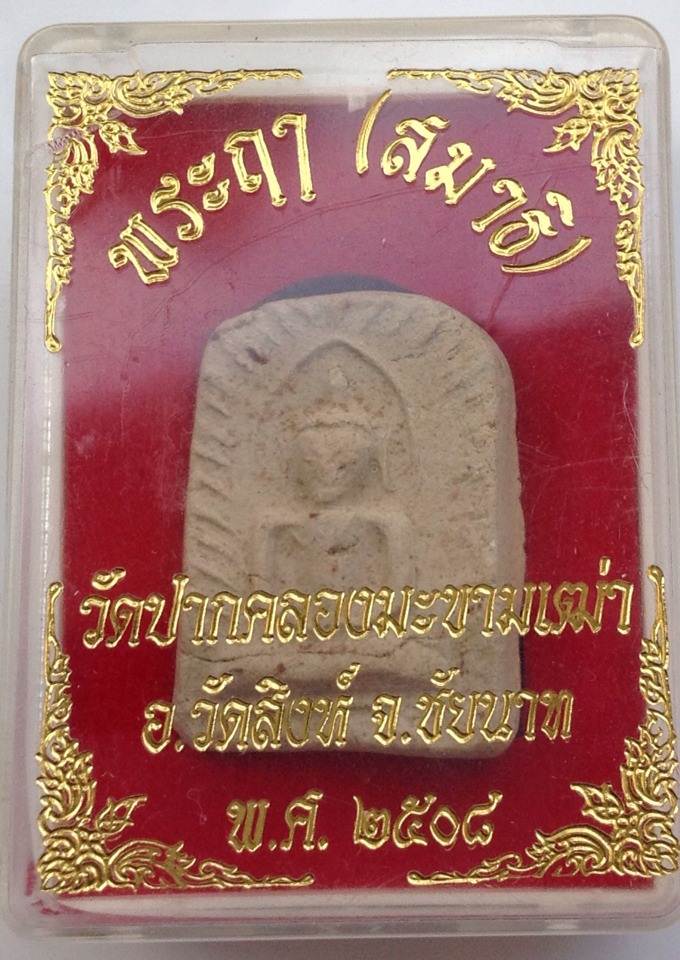 พระฤา (สมาธิ)
วัดปากคลองมะขามเฒ่า
อ.วัดสิงห์ จ.ชัยนาท
พ.ศ. ๒๕๐๘